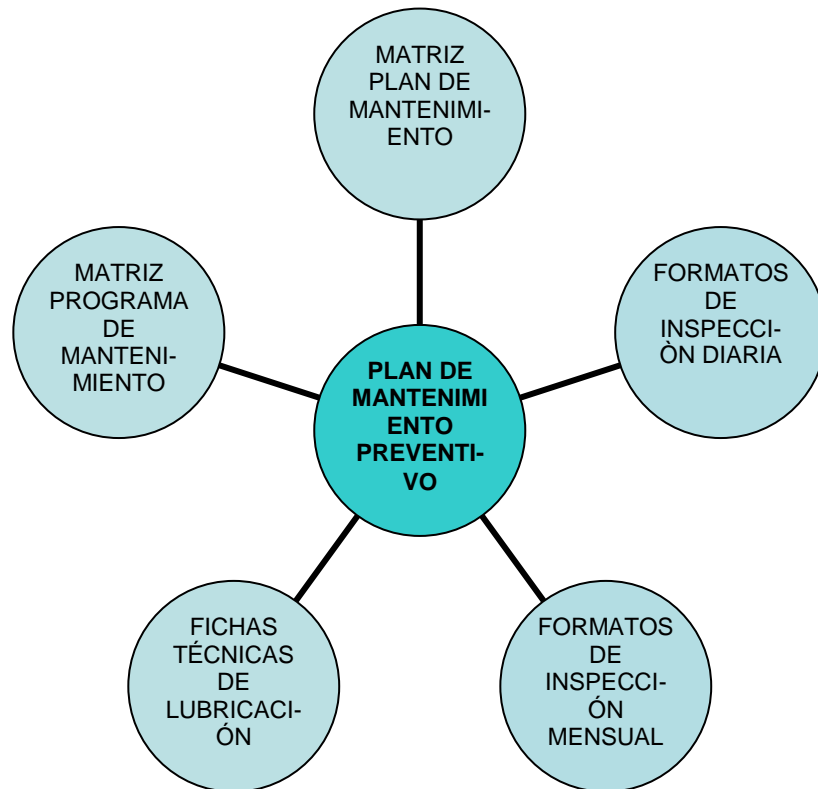 MATRIZ
PLAN DE
MANTENIMI-
ENTO
MATRIZ
PROGRAMA
DE
MANTENI-
MIENTO
FORMATOS
DE
INSPECCI-
ÒN DIARIA
PLAN DE
MANTENIMI
ENTO
PREVENTI-
VO
FICHAS
TÉCNICAS
DE
LUBRICACI-
ÓN
FORMATOS
DE
INSPECCI-
ÓN
MENSUAL